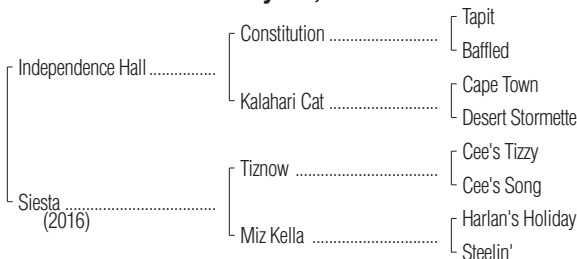 Tapit
Constitution ......................
Baffled
Independence Hall ...............
Cape Town
Kalahari Cat ......................
Desert Stormette
Cee's Tizzy
Tiznow .............................
Cee's Song
Siesta ..................................
(2016)
Harlan's Holiday
Miz Kella .........................
Steelin'